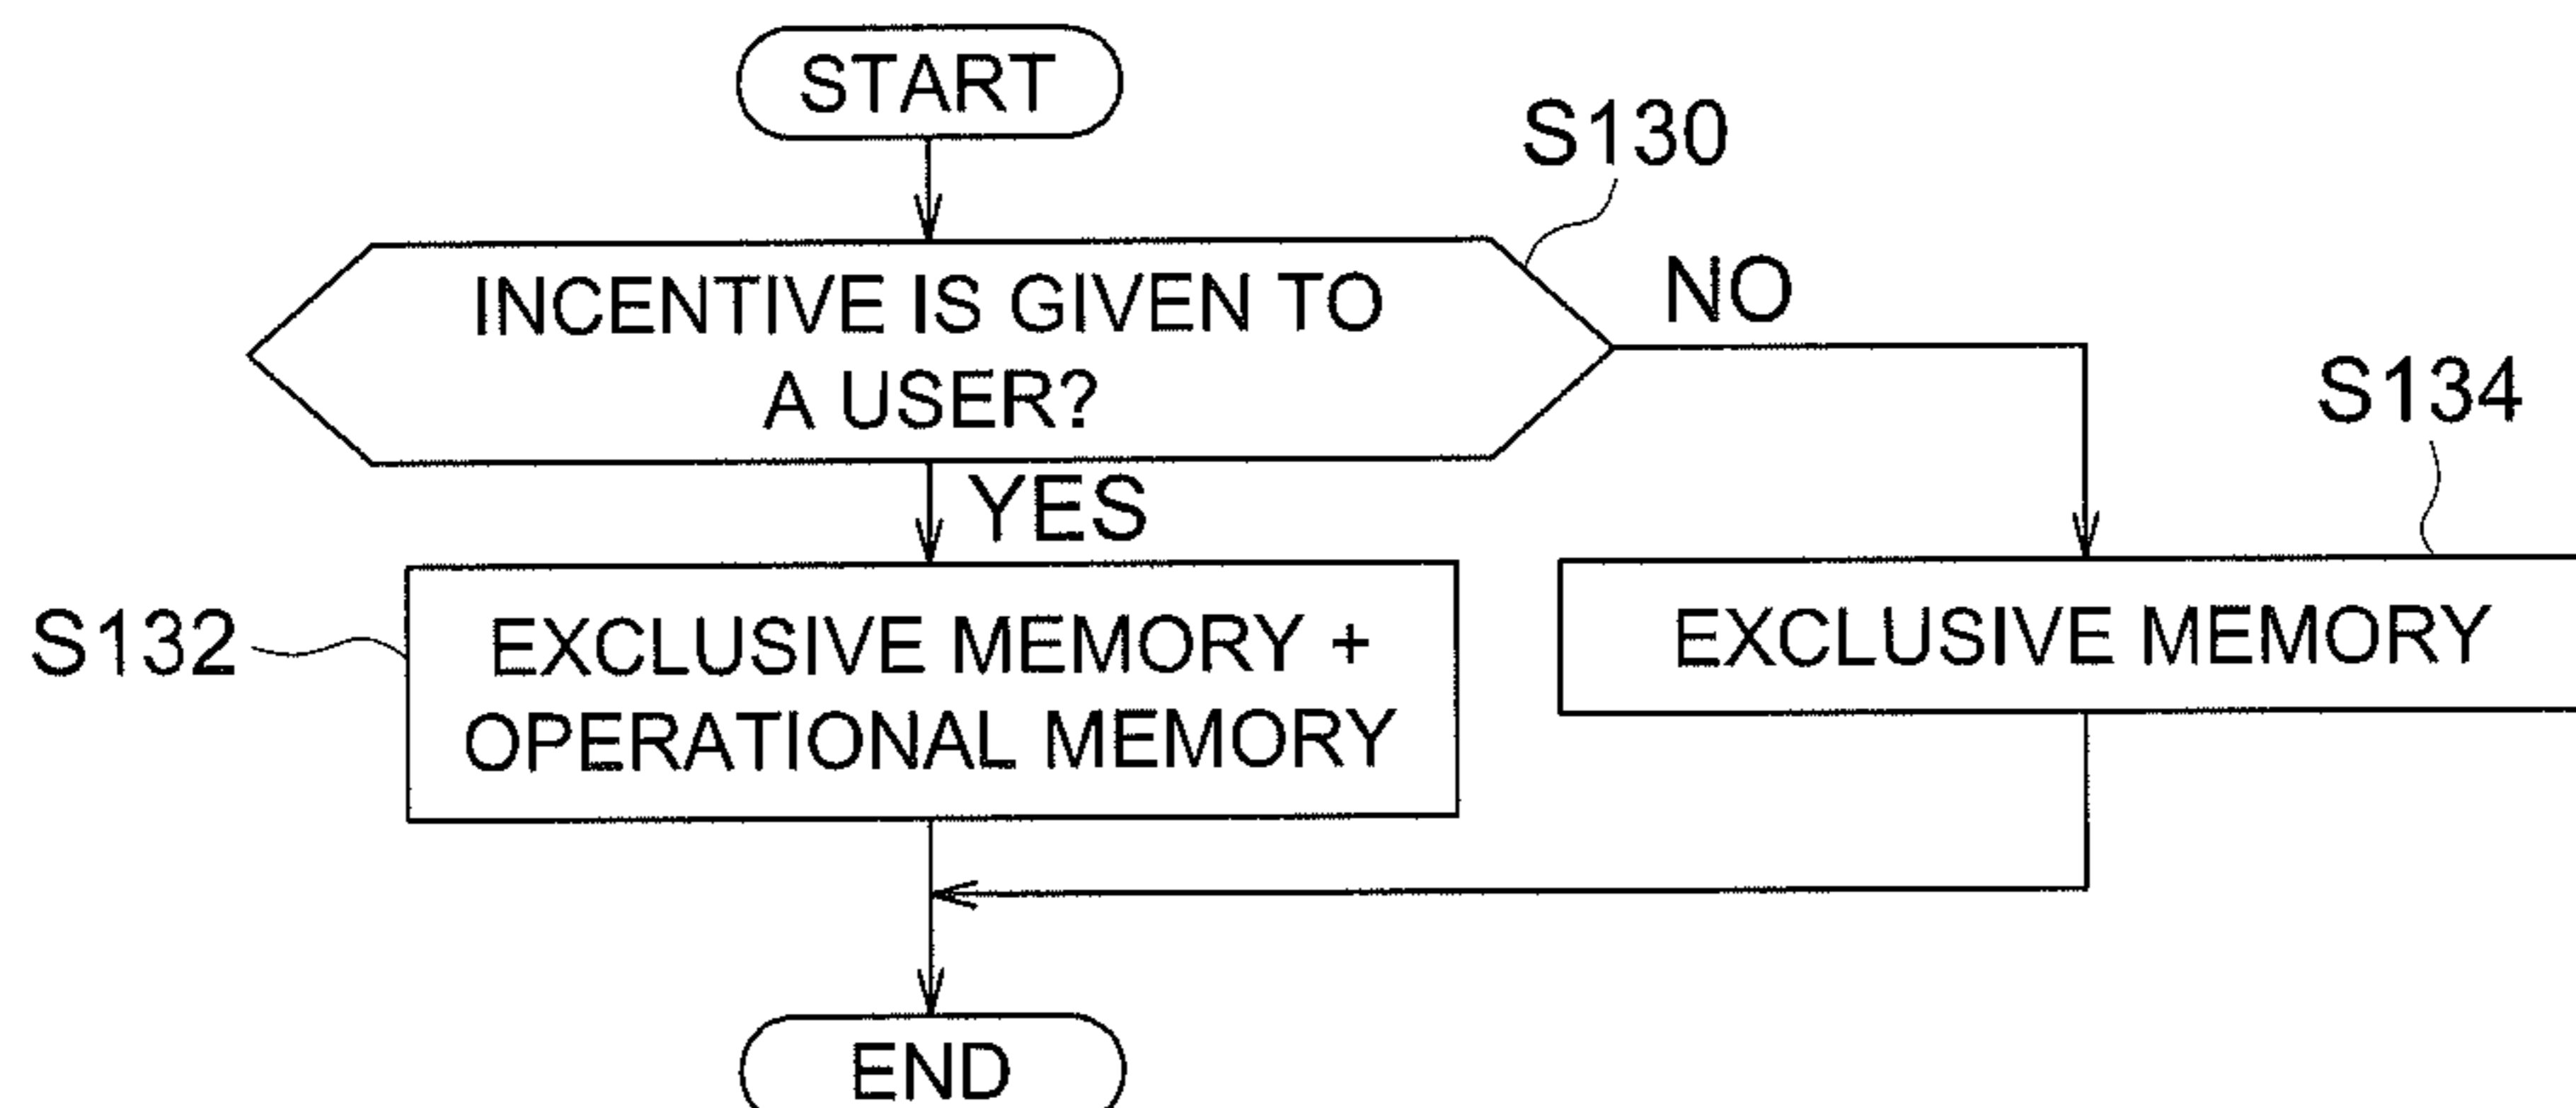 START
S130
INCENTIVE IS GIVEN TO
A USER?
NO
YES
S134
S132
EXCLUSIVE MEMORY +
OPERATIONAL MEMORY
EXCLUSIVE MEMORY
END